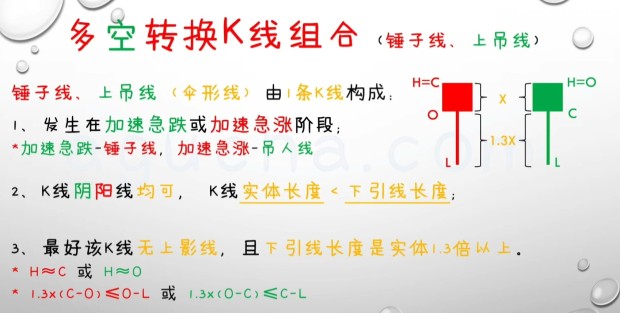 多空转换K线组合（锤子线、上吊线）
锤子线、上吊线（伞形线）由1条K线构成：
1、发生在加速急跌或加速急涨阶段；
*加速急跌-锤子线，加速急涨-吊人线
2、K线阴阳线均可，K线实体长度 < 下引线长度；
3、最好该K线无上影线，且下引线长度是实体1.3倍以上。
* H≈C 或 H≈O
* 1.3x(C-O)≤O-L 或 1.3x(O-C)≤C-L
H=C
H=O
X
O
C
1.3X
L
L